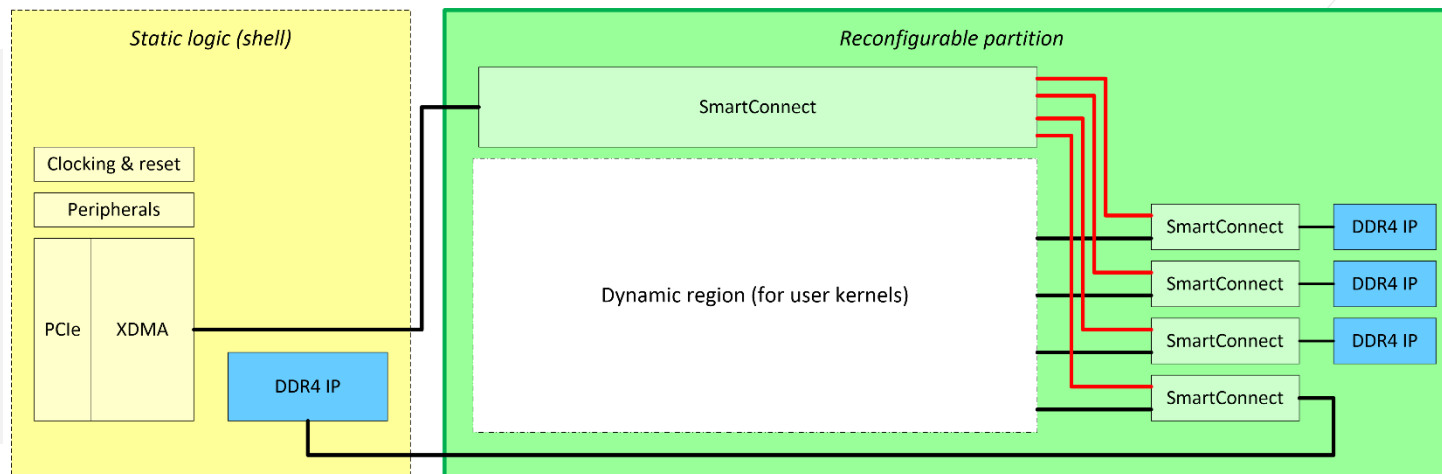 Static logic (shell)
Reconfigurable partition
SmartConnect
Clocking & reset
Peripherals
PCIe
XDMA
DDR4 IP
Dynamic region (for user kernels)
SmartConnect
DDR4 IP
SmartConnect
DDR4 IP
SmartConnect
DDR4 IP
SmartConnect